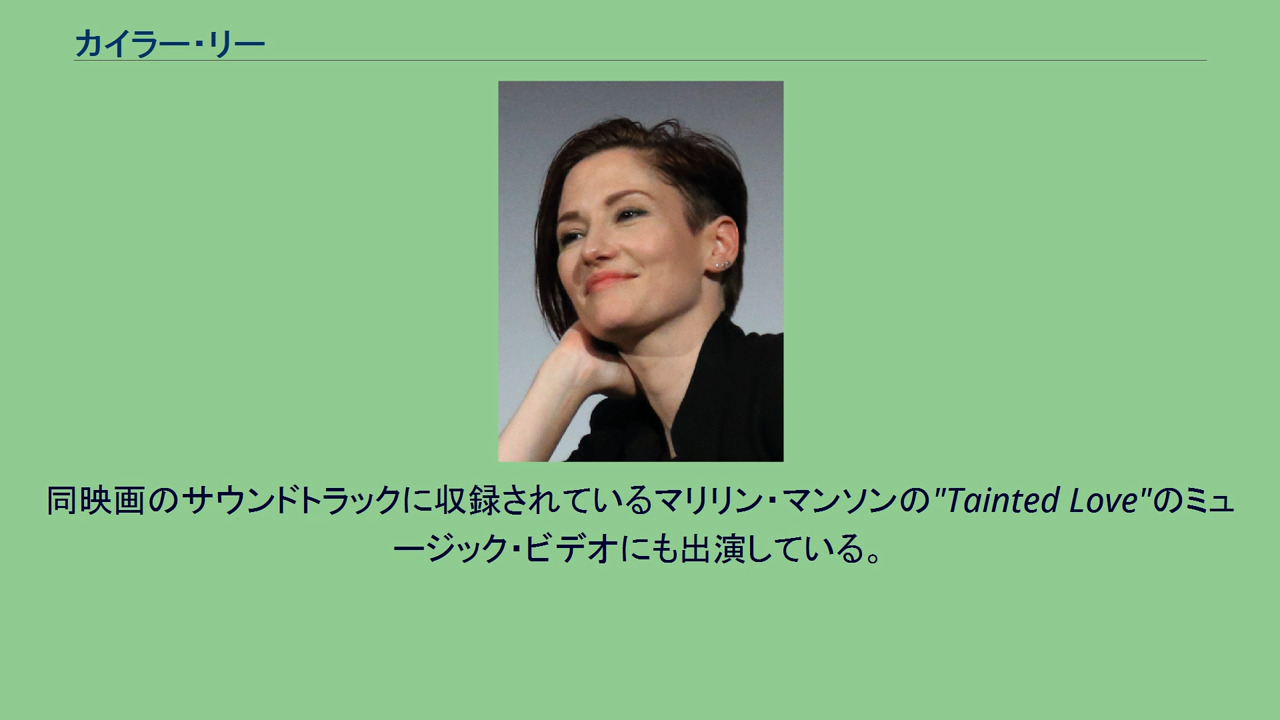 カイラー・リー
同映画のサウンドトラックに収録されているマリリン・マンソンの"Tainted Love"のミュ
ージック・ビデオにも出演している。